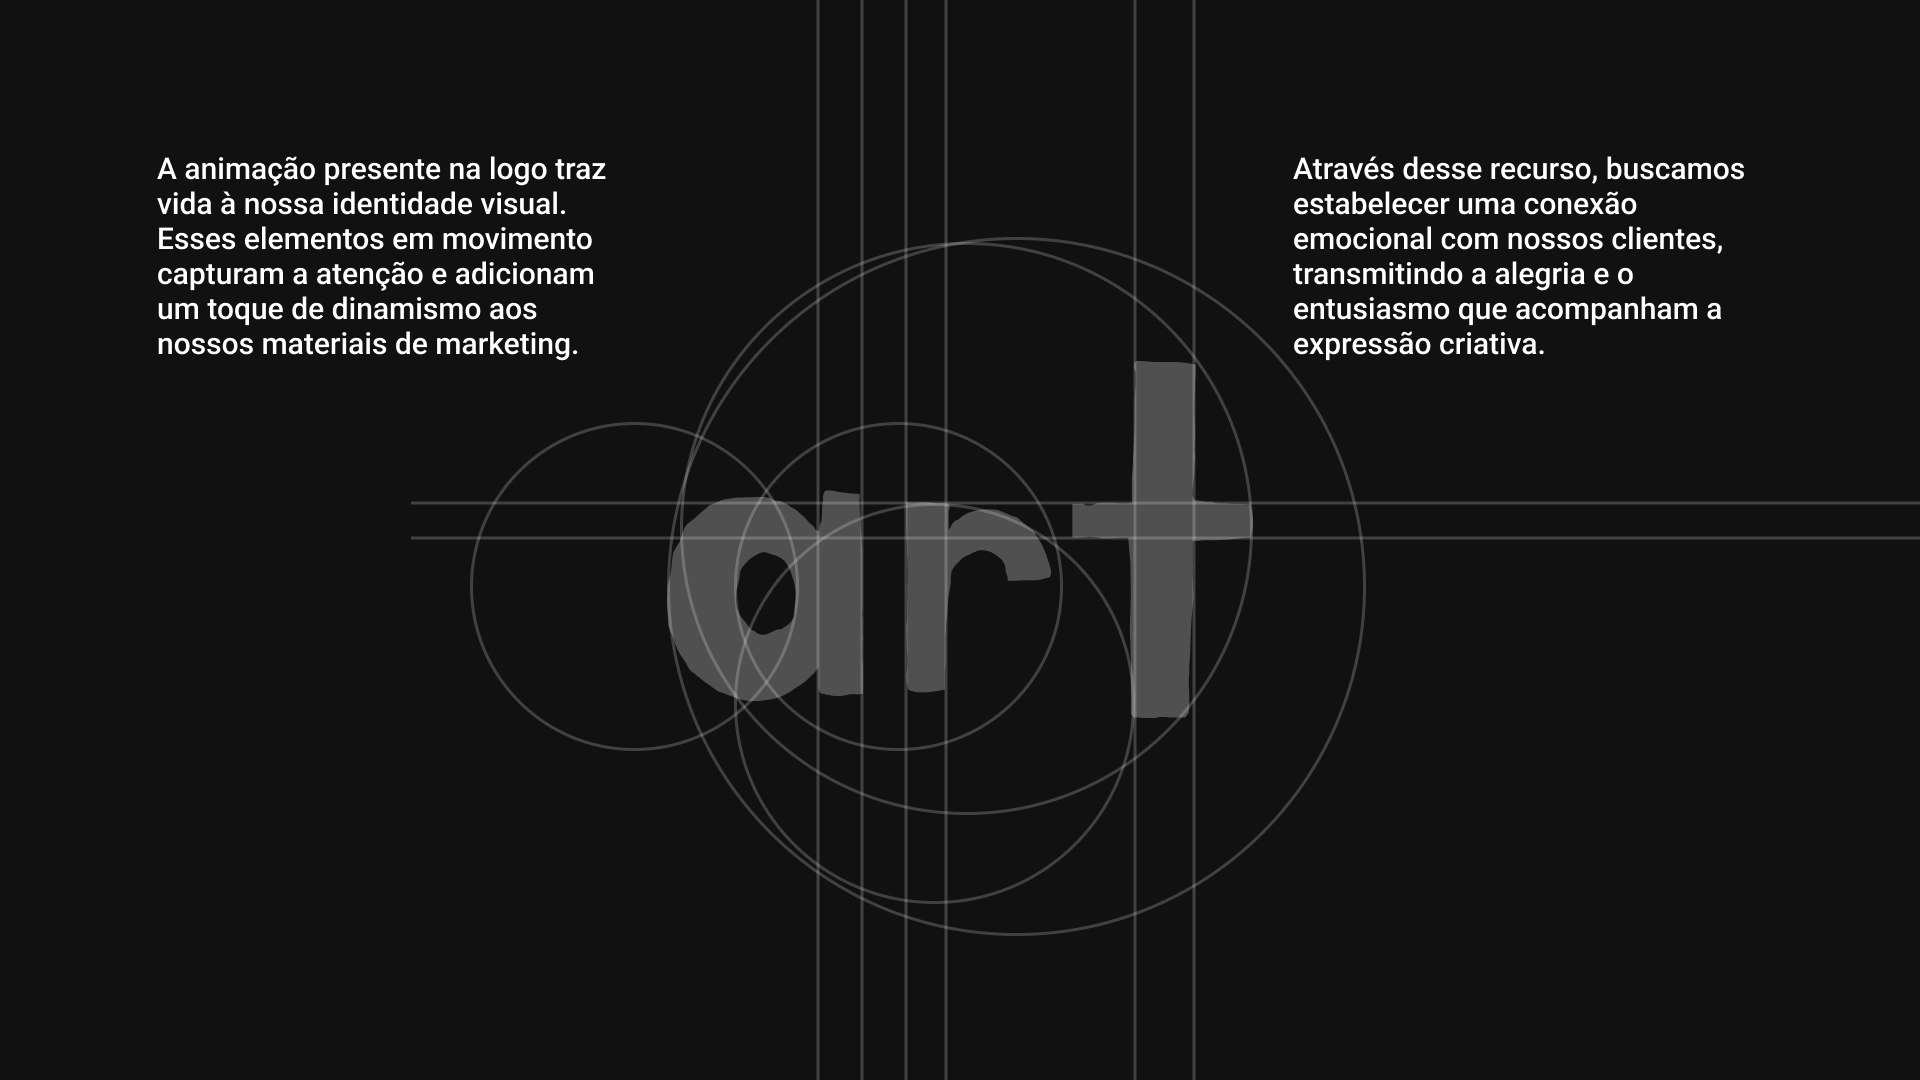 A animação presente na logo traz
vida à nossa identidade visual.
Esses elementos em movimento
capturam a atenção e adicionam
um toque de dinamismo aos
nossos materiais de marketing.
Através desse recurso, buscamos
estabelecer uma conexão
emocional com nossos clientes,
transmitindo a alegria e o
entusiasmo que acompanham a
expressão criativa.
art